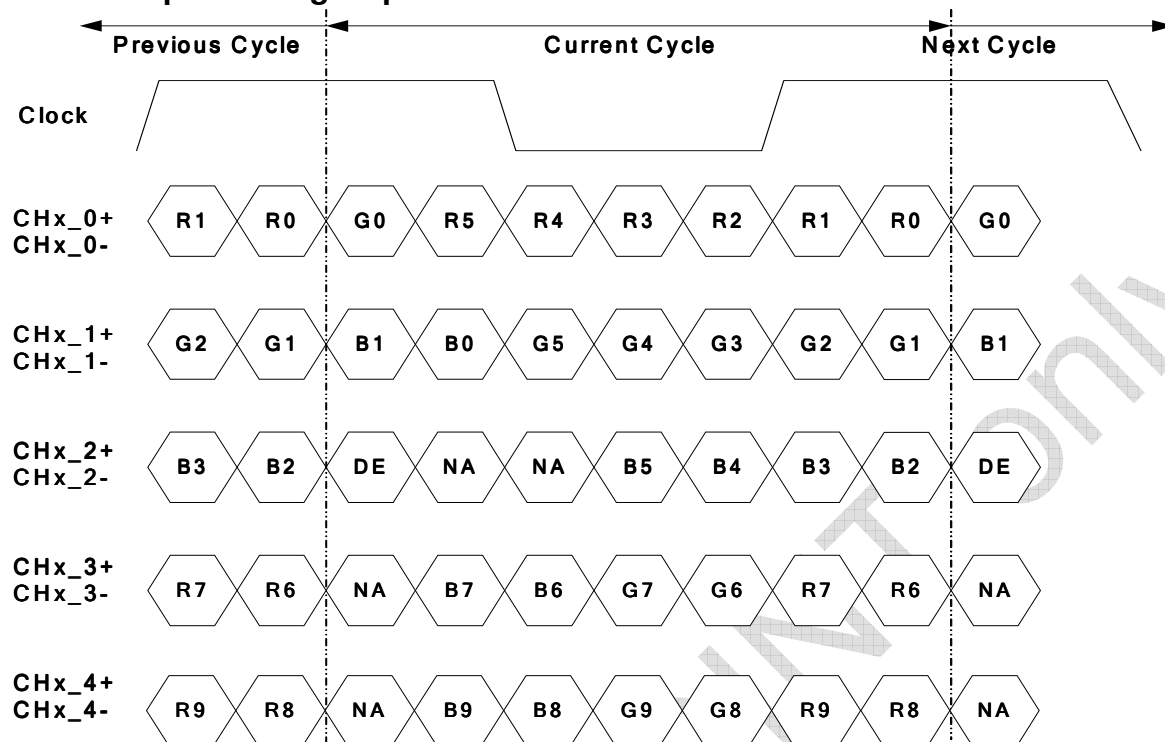 Previous Cycle Current Cycle Next Cycle
Clock
CHx_0+
CHx_0-
R1 R0 G0 R5 R4 R3 R2 R1 R0 G0
CHx_1+
CHx_1-
G2 G1 B1 B0 G5 G4 G3 G2 G1 B1
CHx_2+
CHx_2-
B3 B2 DE NA NA B5 B4 B3 B2 DE
CHx_3+
CHx_3-
R7 R6 NA B7 B6 G7 G6 R7 R6 NA
CHx_4+
CHx_4-
R9 R8 NA B9 B8 G9 G8 R9 R8 NA
only